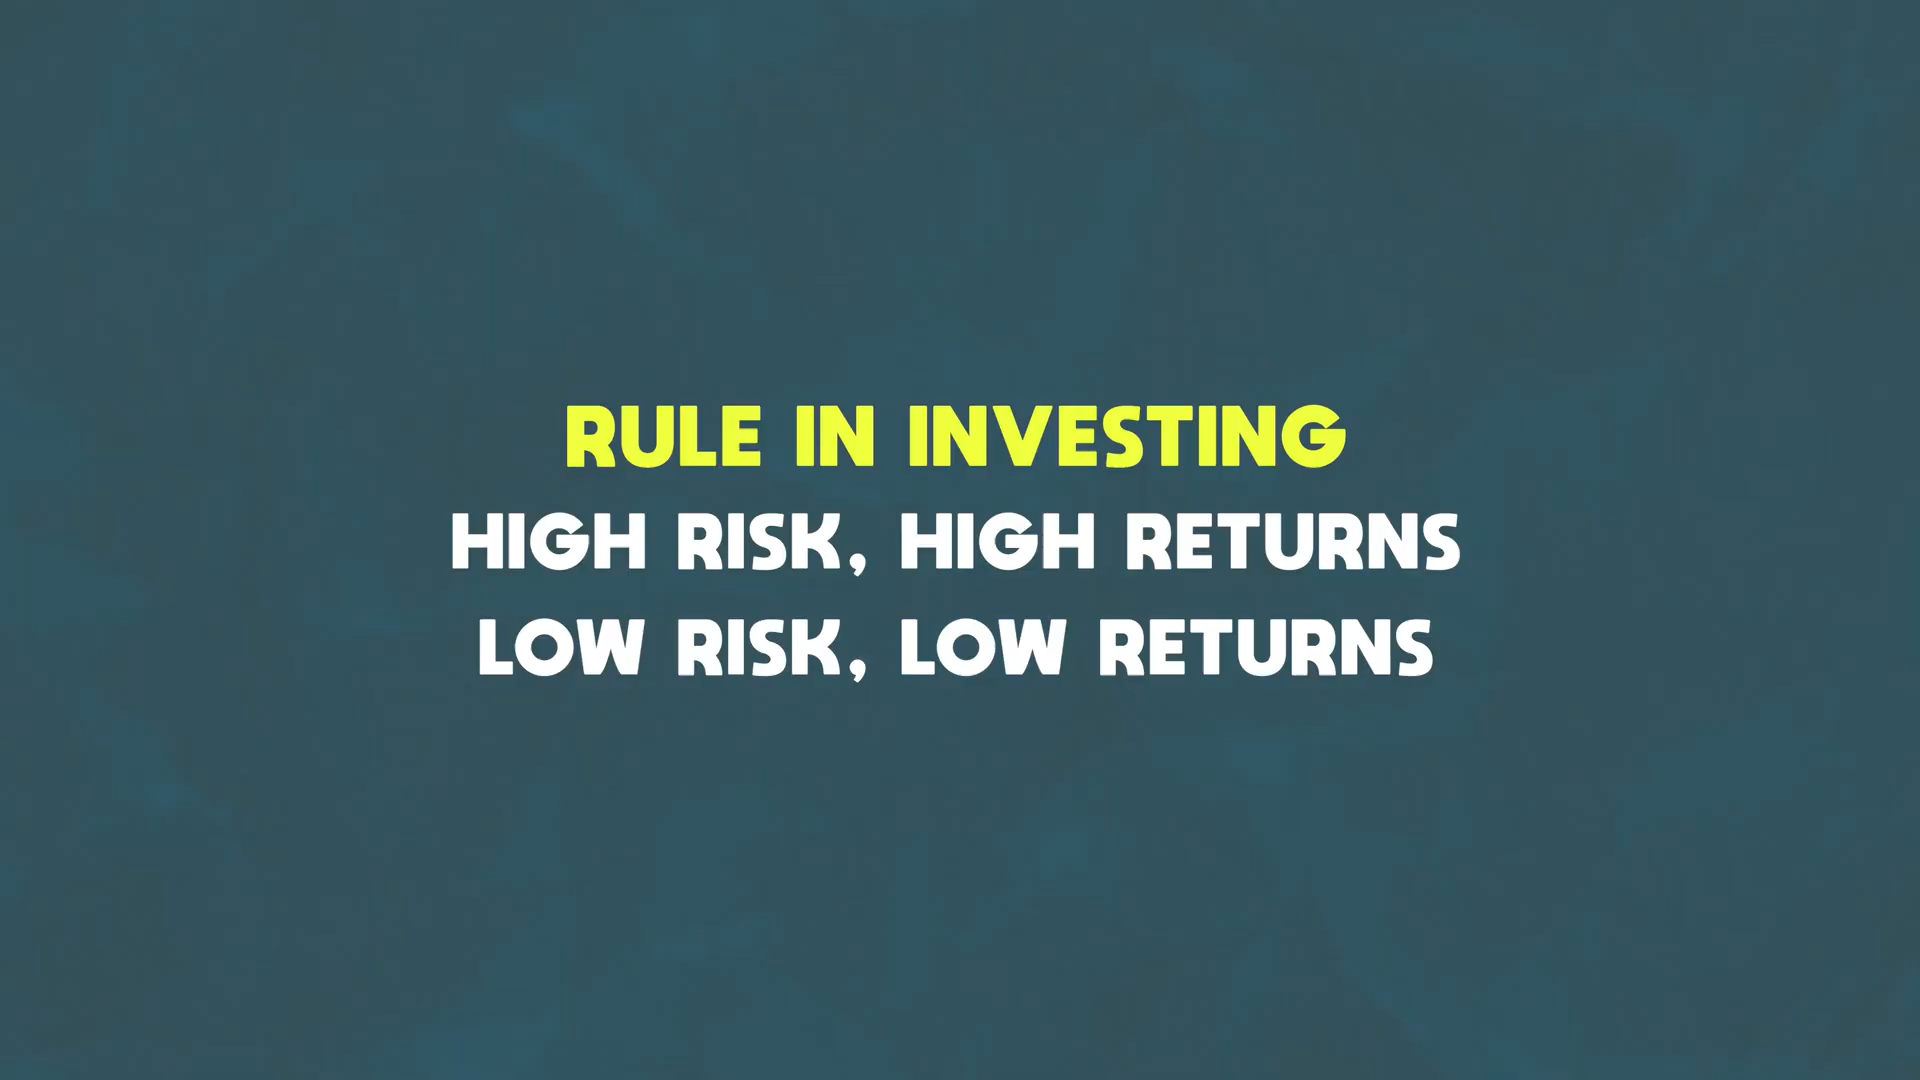 RULE IN INVESTING
HIGH RISK, HIGH RETURNS
LOW RISK, LOW RETURNS